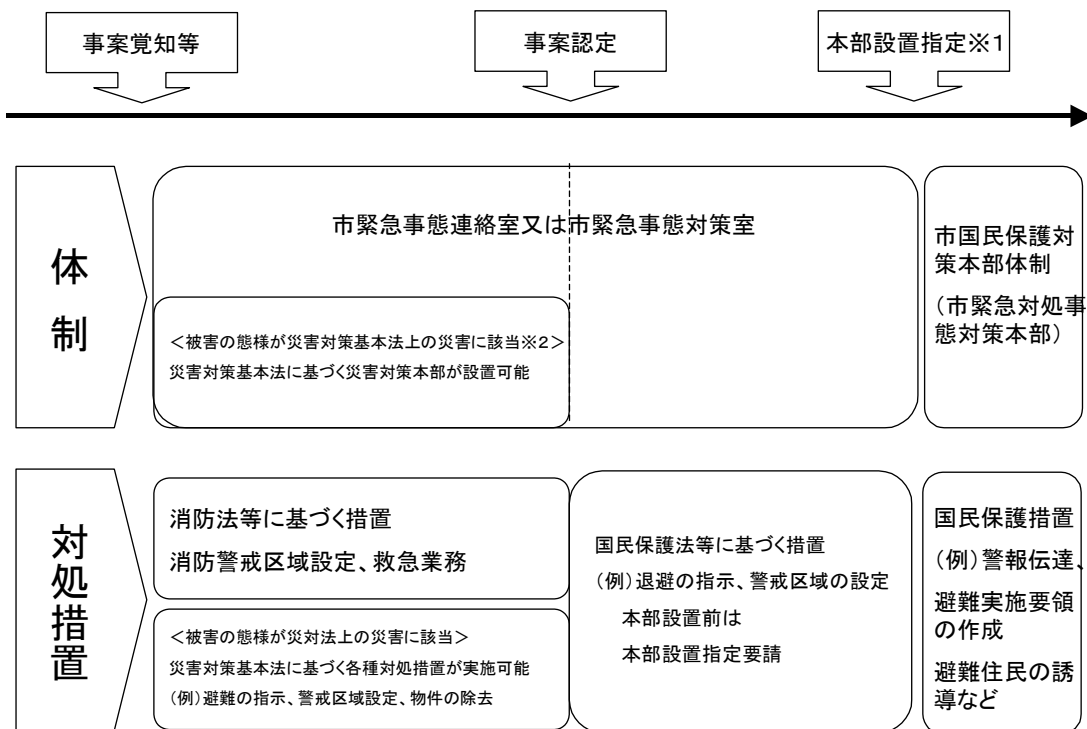 事案覚知等
事案認定
本部設置指定※1
体
制
市緊急事態連絡室又は市緊急事態対策室
＜被害の態様が災害対策基本法上の災害に該当※2＞
災害対策基本法に基づく災害対策本部が設置可能
市国民保護対
策本部体制
（市緊急対処事
態対策本部）
対
処
措
置
消防法等に基づく措置
消防警戒区域設定、救急業務
＜被害の態様が災対法上の災害に該当＞
災害対策基本法に基づく各種対処措置が実施可能
（例）避難の指示、警戒区域設定、物件の除去
国民保護法等に基づく措置
（例）退避の指示、警戒区域の設定
本部設置前は
本部設置指定要請
国民保護措置
（例）警報伝達、
避難実施要領
の作成
避難住民の誘
導など